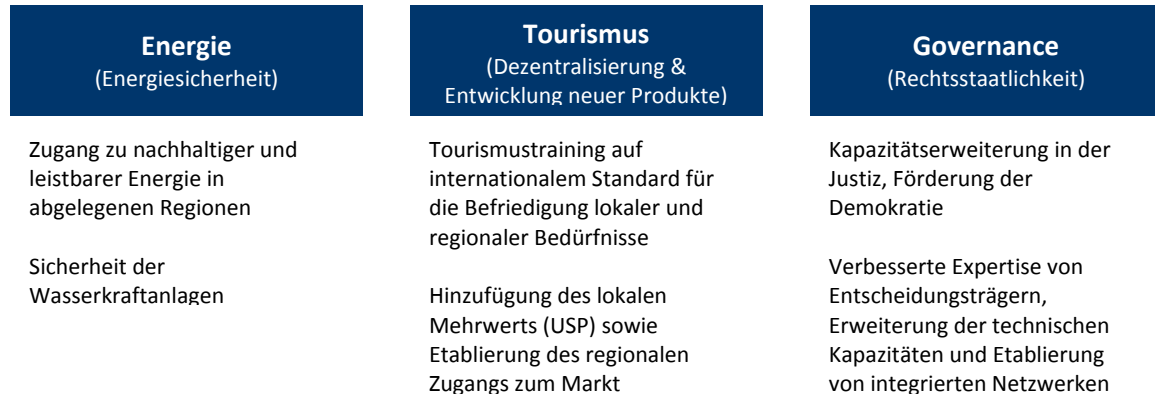 Energie
(Energiesicherheit)
Zugang zu nachhaltiger und
leistbarer Energie in
abgelegenen Regionen
Sicherheit der
Wasserkraftanlagen
Tourismus
(Dezentralisierung &
Entwicklung neuer Produkte)
Tourismustraining auf
internationalem Standard für
die Befriedigung lokaler und
regionaler Bedürfnisse
Hinzufügung des lokalen
Mehrwerts (USP) sowie
Etablierung des regionalen
Zugangs zum Markt
Governance
(Rechtsstaatlichkeit)
Kapazitätserweiterung in der
Justiz, Förderung der
Demokratie
Verbesserte Expertise von
Entscheidungsträgern,
Erweiterung der technischen
Kapazitäten und Etablierung
von integrierten Netzwerken